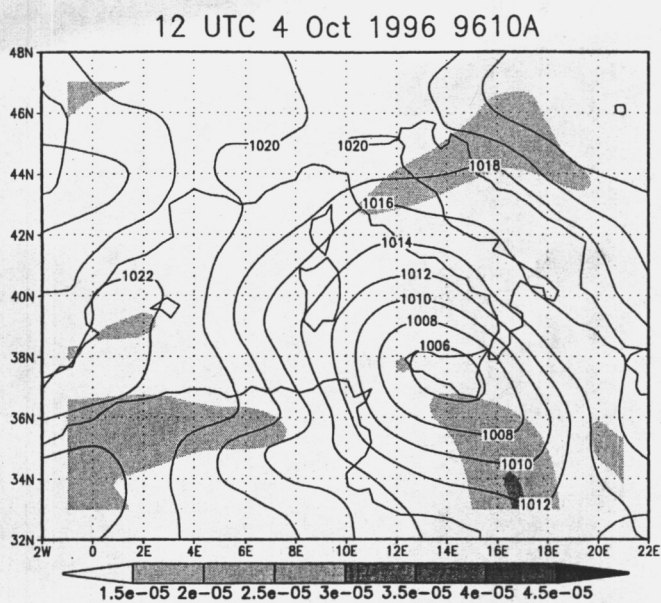 12 UTC 4 Oct 1996 9610A
48N
46N
1020
1020
1018
44N
1016
42N
1014
1022
1012
40N
1010
1008
38N
1006
36N
1008
1010
34N
1012
32N
2W 0 2E 4E 6E 8E 10E 12E 14E 16E 18E 20E 22E
1.5e-05 2e-05 2.5e-05 3e-05 3.5e-05 4e-05 4.5e-05